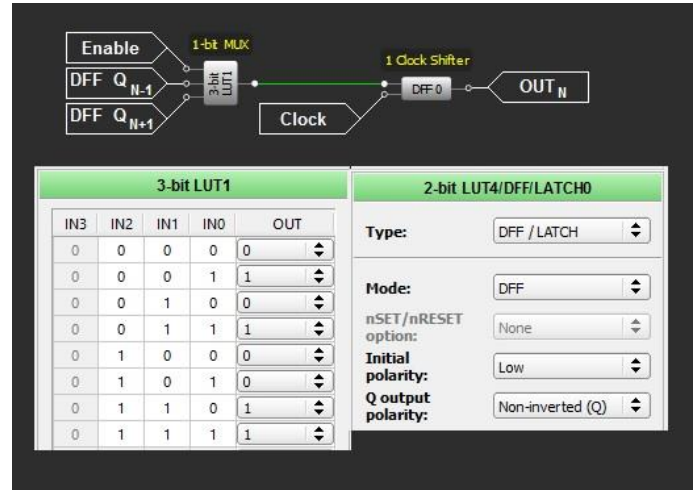 Enable
1-bit MUX
DFF Q N-1
3-bit LUT1
DFF Q N+1
Clock
1 Clock Shifter
DFF 0
OUT N
3-bit LUT1
IN3 IN2 IN1 IN0 OUT
0 0 0 0 0
0 0 0 1 1
0 0 1 0 0
0 0 1 1 1
0 1 0 0 0
0 1 0 1 0
0 1 1 0 1
0 1 1 1 1
2-bit LUT4/DFF/LATCH0
Type: DFF / LATCH
Mode: DFF
nSET/nRESET
option: None
Initial
polarity: Low
Q output
polarity: Non-inverted (Q)